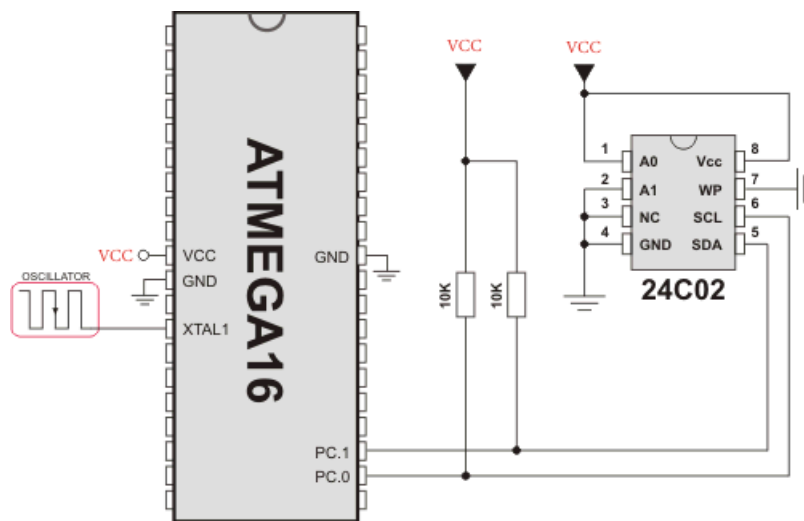 VCC
VCC
1
A0
Vcc
8
2
A1
WP
7
3
NC
SCL
6
4
GND
SDA
5
24C02
ATMEGA16
VCC
VCC
GND
GND
OSCILLATOR
XTAL1
10K
10K
PC.1
PC.0